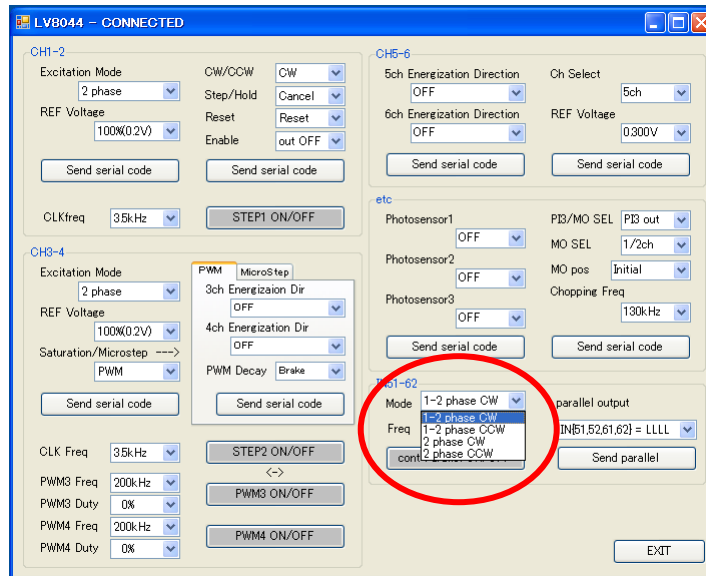 LV8044 - CONNECTED
CH1-2
Excitation Mode
2 phase
REF Voltage
100%(0.2V)
Send serial code
CW/CCW CW
Step/Hold Cancel
Reset Reset
Enable out OFF
Send serial code
CLKfreq 3.5kHz
STEP1 ON/OFF
CH3-4
Excitation Mode
2 phase
REF Voltage
100%(0.2V)
Saturation/Microstep --->
PWM
Send serial code
PWM MicroStep
3ch Energizaion Dir
OFF
4ch Energization Dir
OFF
PWM Decay Brake
Send serial code
CLK Freq 3.5kHz
PWM3 Freq 200kHz
PWM3 Duty 0%
PWM4 Freq 200kHz
PWM4 Duty 0%
STEP2 ON/OFF
<->
PWM3 ON/OFF
PWM4 ON/OFF
CH5-6
5ch Energization Direction
OFF
6ch Energization Direction
OFF
Send serial code
Ch Select
5ch
REF Voltage
0.300V
Send serial code
etc
Photosensor1
OFF
Photosensor2
OFF
Photosensor3
OFF
Send serial code
PI3/MO SEL PI3 out
MO SEL 1/2ch
MO pos Initial
Chopping Freq
130kHz
Send serial code
IN51-62
Mode 1-2 phase CW
1-2 phase CW
1-2 phase CCW
2 phase CW
2 phase CCW
Freq
parallel output
IN{51,52,61,62} = LLLL
Send parallel
EXIT